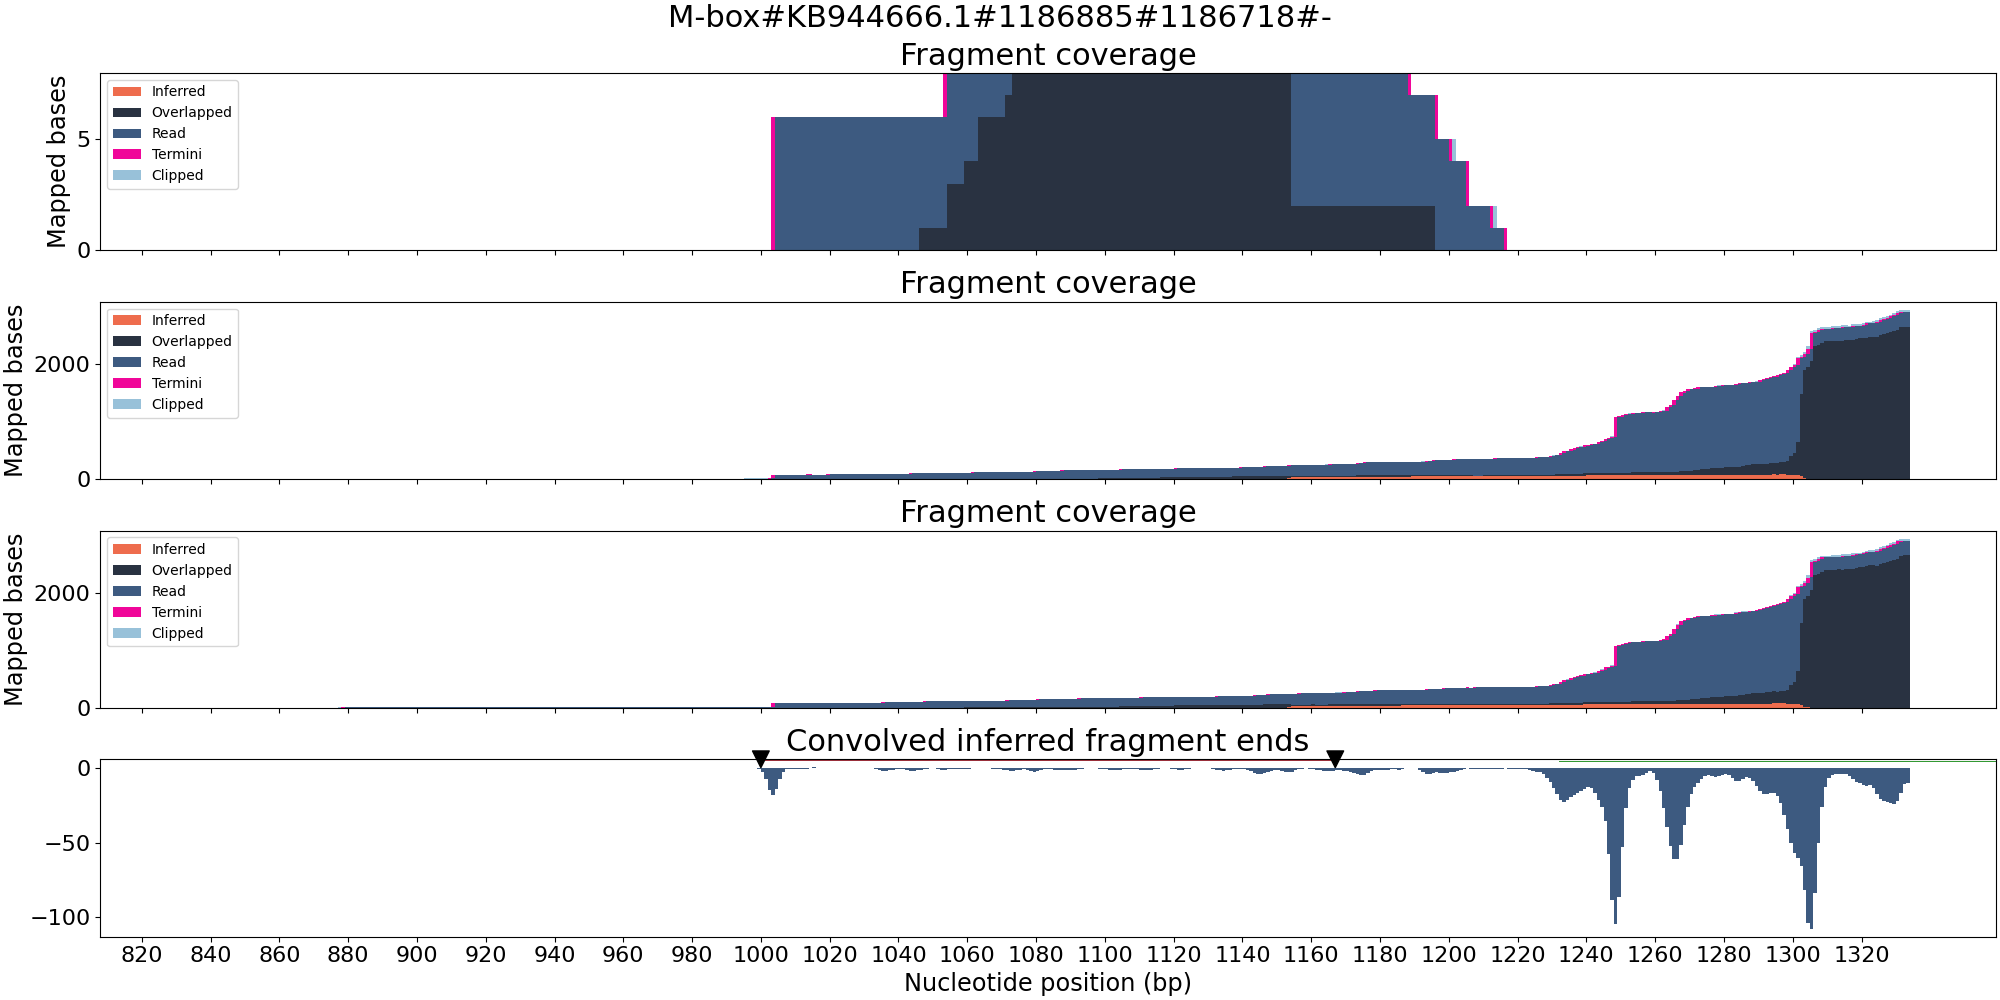 M-box#KB944666.1#1186885#1186718#-
Fragment coverage
Mapped bases
5
0
Inferred
Overlapped
Read
Termini
Clipped
820 840 860 880 900 920 940 960 980 1000 1020 1040 1060 1080 1100 1120 1140 1160 1180 1200 1220 1240 1260 1280 1300 1320
Fragment coverage
Mapped bases
2000
0
Inferred
Overlapped
Read
Termini
Clipped
Fragment coverage
Mapped bases
2000
0
Inferred
Overlapped
Read
Termini
Clipped
Convolved inferred fragment ends
0
−50
−100
Nucleotide position (bp)